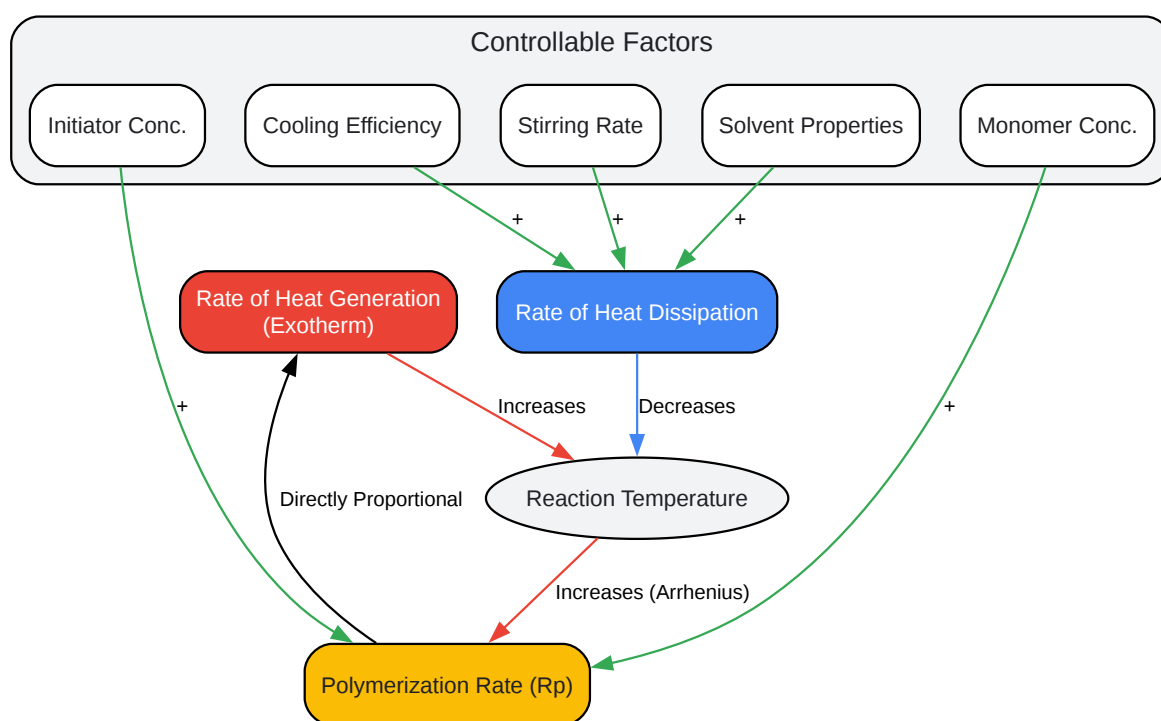 Controllable Factors
Initiator Conc.
Cooling Efficiency
Stirring Rate
Solvent Properties
Monomer Conc.
+
+
+
Rate of Heat Generation
(Exotherm)
Rate of Heat Dissipation
+
Increases
Decreases
+
Directly Proportional
Reaction Temperature
Increases (Arrhenius)
Polymerization Rate (Rp)